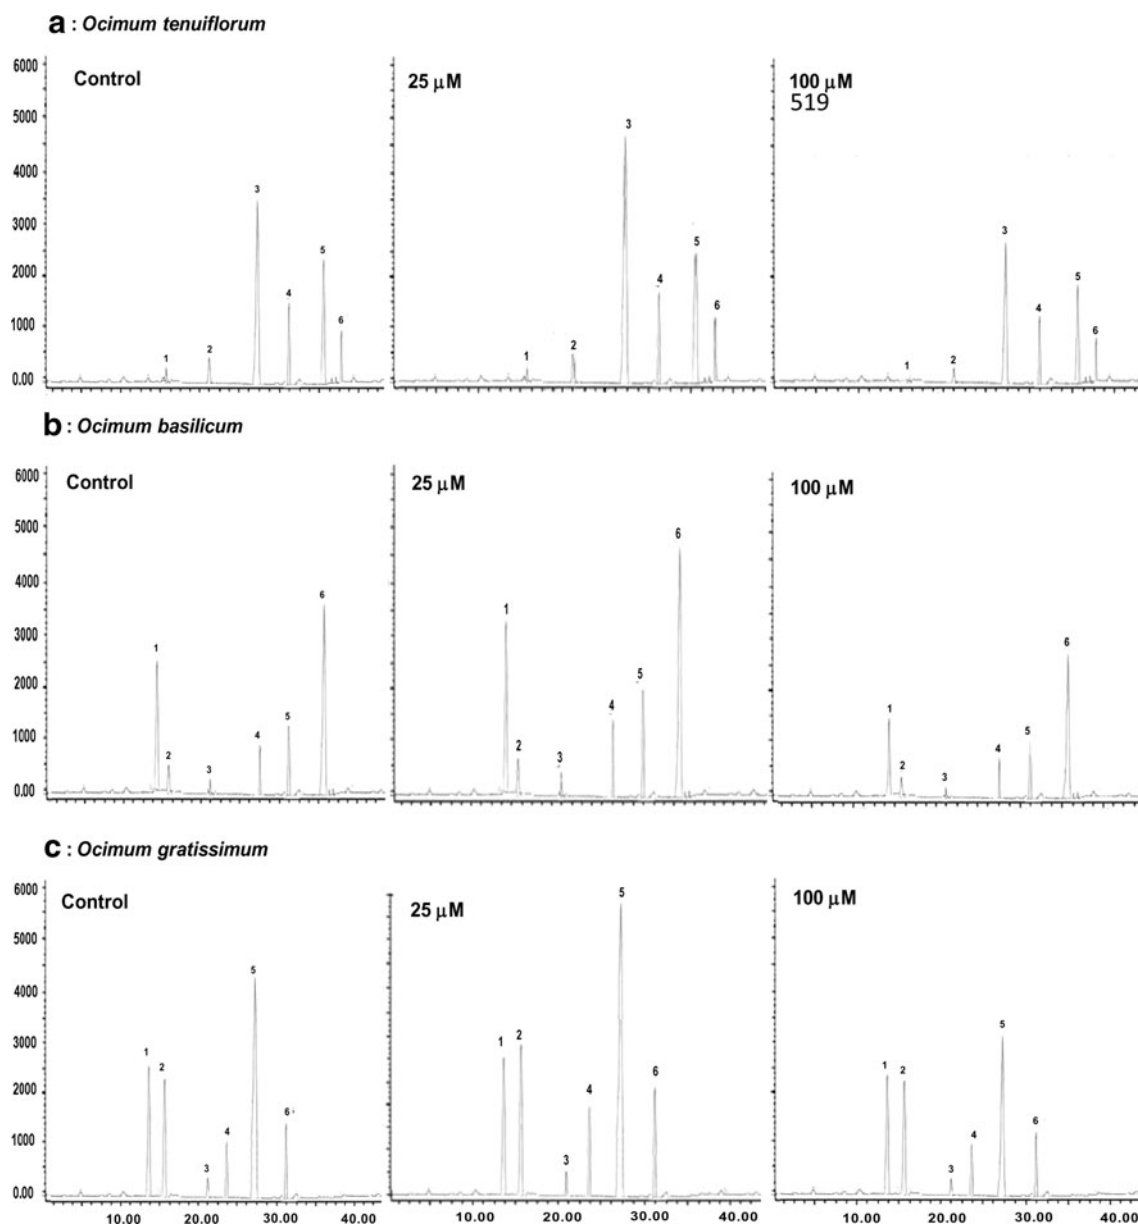 a : Ocimum tenuiflorum
Control
25 μM
100 μM
519
6000
5000
4000
3000
2000
1000
0.00
1 2 3 4 5 6
1 2 3 4 5 6
1 2 3 4 5 6
b : Ocimum basilicum
Control
25 μM
100 μM
6000
5000
4000
3000
2000
1000
0.00
1 2 3 4 5 6
1 2 3 4 5 6
1 2 3 4 5 6
c : Ocimum gratissimum
Control
25 μM
100 μM
6000
5000
4000
3000
2000
1000
0.00
1 2 3 4 5 6
1 2 3 4 5 6
1 2 3 4 5 6
10.00 20.00 30.00 40.00
10.00 20.00 30.00 40.00
10.00 20.00 30.00 40.00